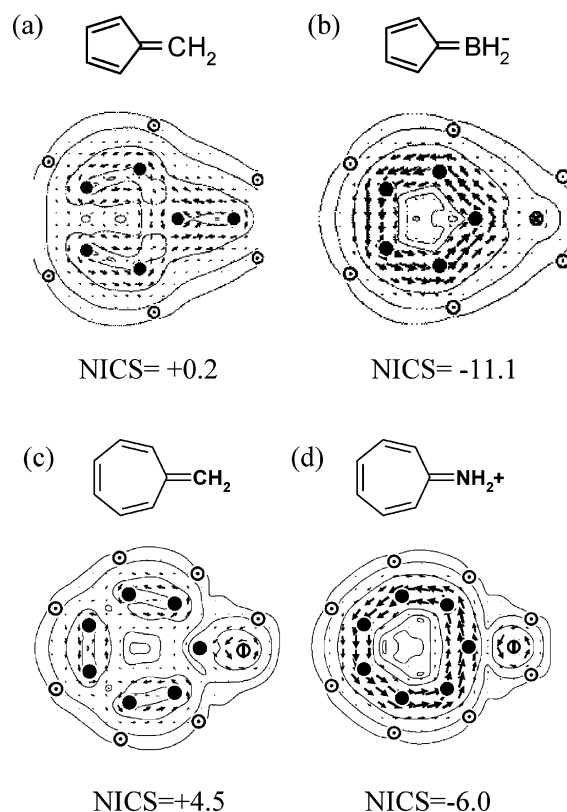 (a)
=CH2
(b)
=BH2-
NICS= +0.2
NICS= -11.1
(c)
=CH2
(d)
=NH2+
NICS=+4.5
NICS=-6.0